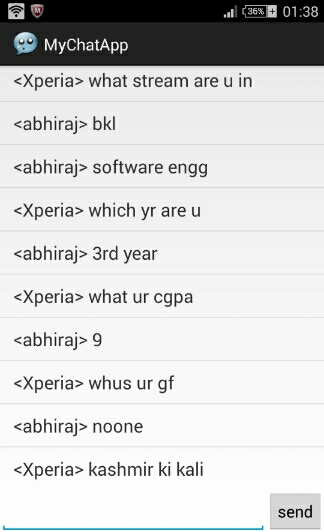 36% 01:38
MyChatApp
<Xperia> what stream are u in
<abhiraj> bkl
<abhiraj> software engg
<Xperia> which yr are u
<abhiraj> 3rd year
<Xperia> what ur cgpa
<abhiraj> 9
<Xperia> whus ur gf
<abhiraj> noone
<Xperia> kashmir ki kali
send